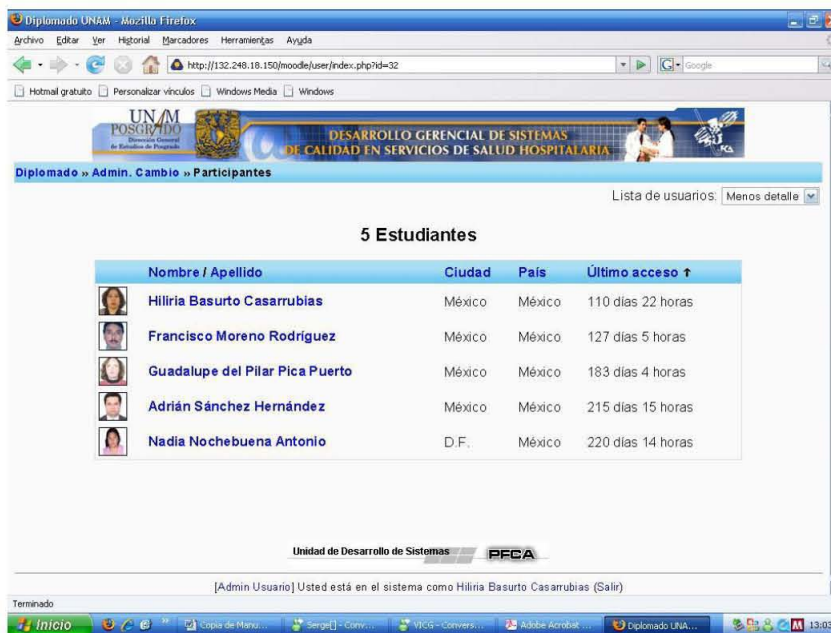 Diplomado UNAM - Mozilla Firefox
Archivo Editar Ver Historial Marcadores Herramientas Ayuda
http://132.248.18.150/moodle/user/index.php?id=32
Google
Hotmail gratuito Personalizar vínculos Windows Media Windows
UNAM
POSGRADO
Dirección General
de Estudios de Posgrado
DESARROLLO GERENCIAL DE SISTEMAS
DE CALIDAD EN SERVICIOS DE SALUD HOSPITALARIA
Diplomado » Admin. Cambio » Participantes
Lista de usuarios: Menos detalle
5 Estudiantes
Nombre / Apellido Ciudad País Último acceso ↑
Hiliria Basurto Casarrubias México México 110 días 22 horas
Francisco Moreno Rodríguez México México 127 días 5 horas
Guadalupe del Pilar Pica Puerto México México 183 días 4 horas
Adrián Sánchez Hernández México México 215 días 15 horas
Nadia Nochebuena Antonio D.F. México 220 días 14 horas
Unidad de Desarrollo de Sistemas PFCA
[Admin Usuario] Usted está en el sistema como Hiliria Basurto Casarrubias (Salir)
Terminado
Inicio Copia de Manu... Serge[] - Conv... VICG - Convers... Adobe Acrobat ... Diplomado UNA... 13:03